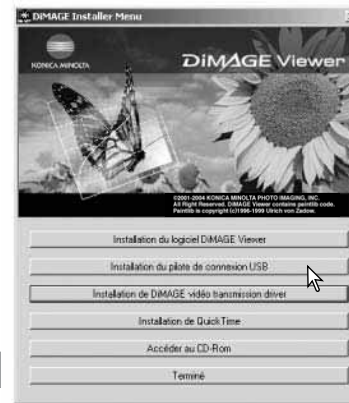 DiMAGE Installer Menu
KONICA MINOLTA
DiMAGE Viewer
©2001-2004 KONICA MINOLTA PHOTO IMAGING, INC.
All Right Reserved. DiMAGE Viewer contains paintlib code.
Paintlib is copyright (c)1996-1999 Ulrich von Zadow.
Installation du logiciel DiMAGE Viewer
Installation du pilote de connexion USB
Installation de DiMAGE vidéo transmission driver
Installation de QuickTime
Accéder au CD-Rom
Terminé